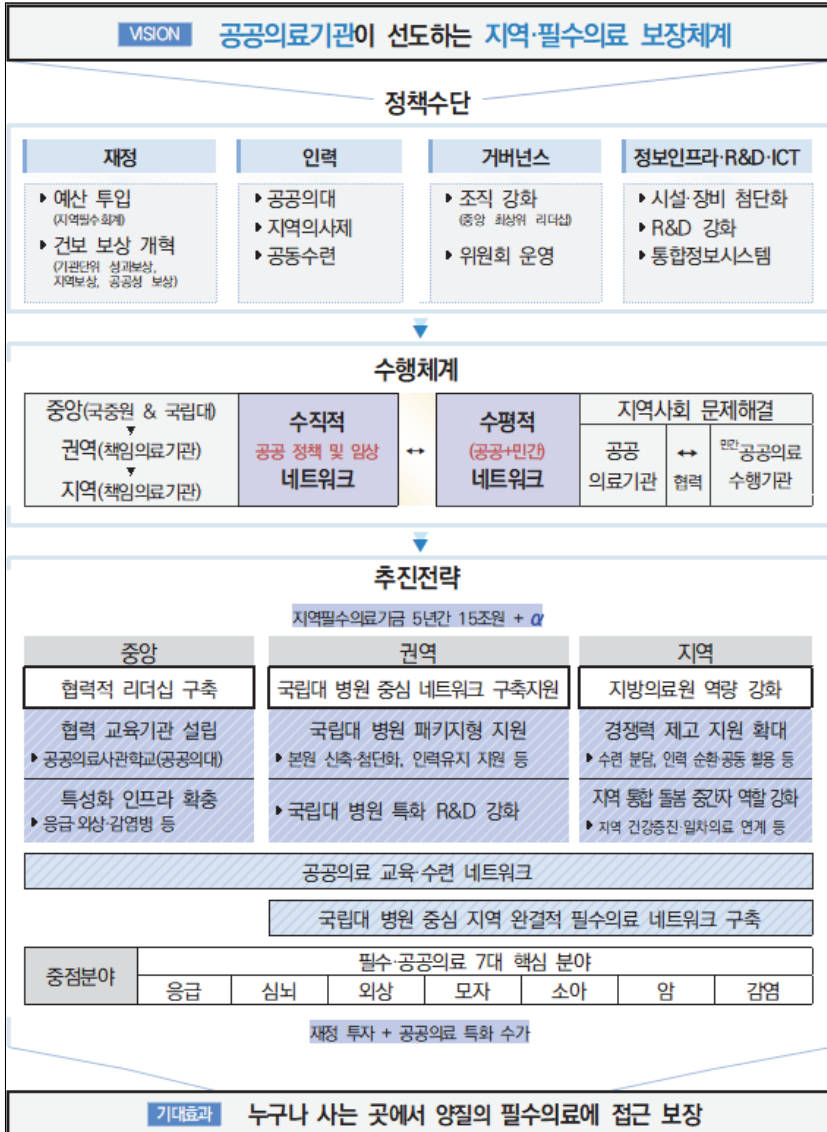 VISION 공공의료기관이 선도하는 지역·필수의료 보장체계
정책수단
재정
▸ 예산 투입
(지역필수회계)
▸ 건보 보상 개혁
(기관단위 성과보상,
지역보상, 공공성 보상)
인력
▸ 공공의대
▸ 지역의사제
▸ 공동수련
거버넌스
▸ 조직 강화
(중앙 최상위 리더십)
▸ 위원회 운영
정보인프라·R&D·ICT
▸ 시설·장비 첨단화
▸ R&D 강화
▸ 통합정보시스템
수행체계
중앙(국중원 & 국립대)
권역(책임의료기관)
지역(책임의료기관)
수직적
공공 정책 및 임상
네트워크
↔
수평적
(공공+민간)
네트워크
지역사회 문제해결
공공
의료기관
↔
협력
민간공공의료
수행기관
추진전략
지역필수의료기금 5년간 15조원 + α
중앙
협력적 리더십 구축
협력 교육기관 설립
▸ 공공의료사관학교(공공의대)
특성화 인프라 확충
▸ 응급·외상·감염병 등
권역
국립대 병원 중심 네트워크 구축지원
국립대 병원 패키지형 지원
▸ 본원 신축·첨단화, 인력유지 지원 등
▸ 국립대 병원 특화 R&D 강화
지역
지방의료원 역량 강화
경쟁력 제고 지원 확대
▸ 수련 분담, 인력 순환·공동 활용 등
지역 통합 돌봄 중간자 역할 강화
▸ 지역 건강증진·일차의료 연계 등
공공의료 교육·수련 네트워크
국립대 병원 중심 지역 완결적 필수의료 네트워크 구축
중점분야
필수·공공의료 7대 핵심 분야
응급 심뇌 외상 모자 소아 암 감염
재정 투자 + 공공의료 특화 수가
기대효과 누구나 사는 곳에서 양질의 필수의료에 접근 보장